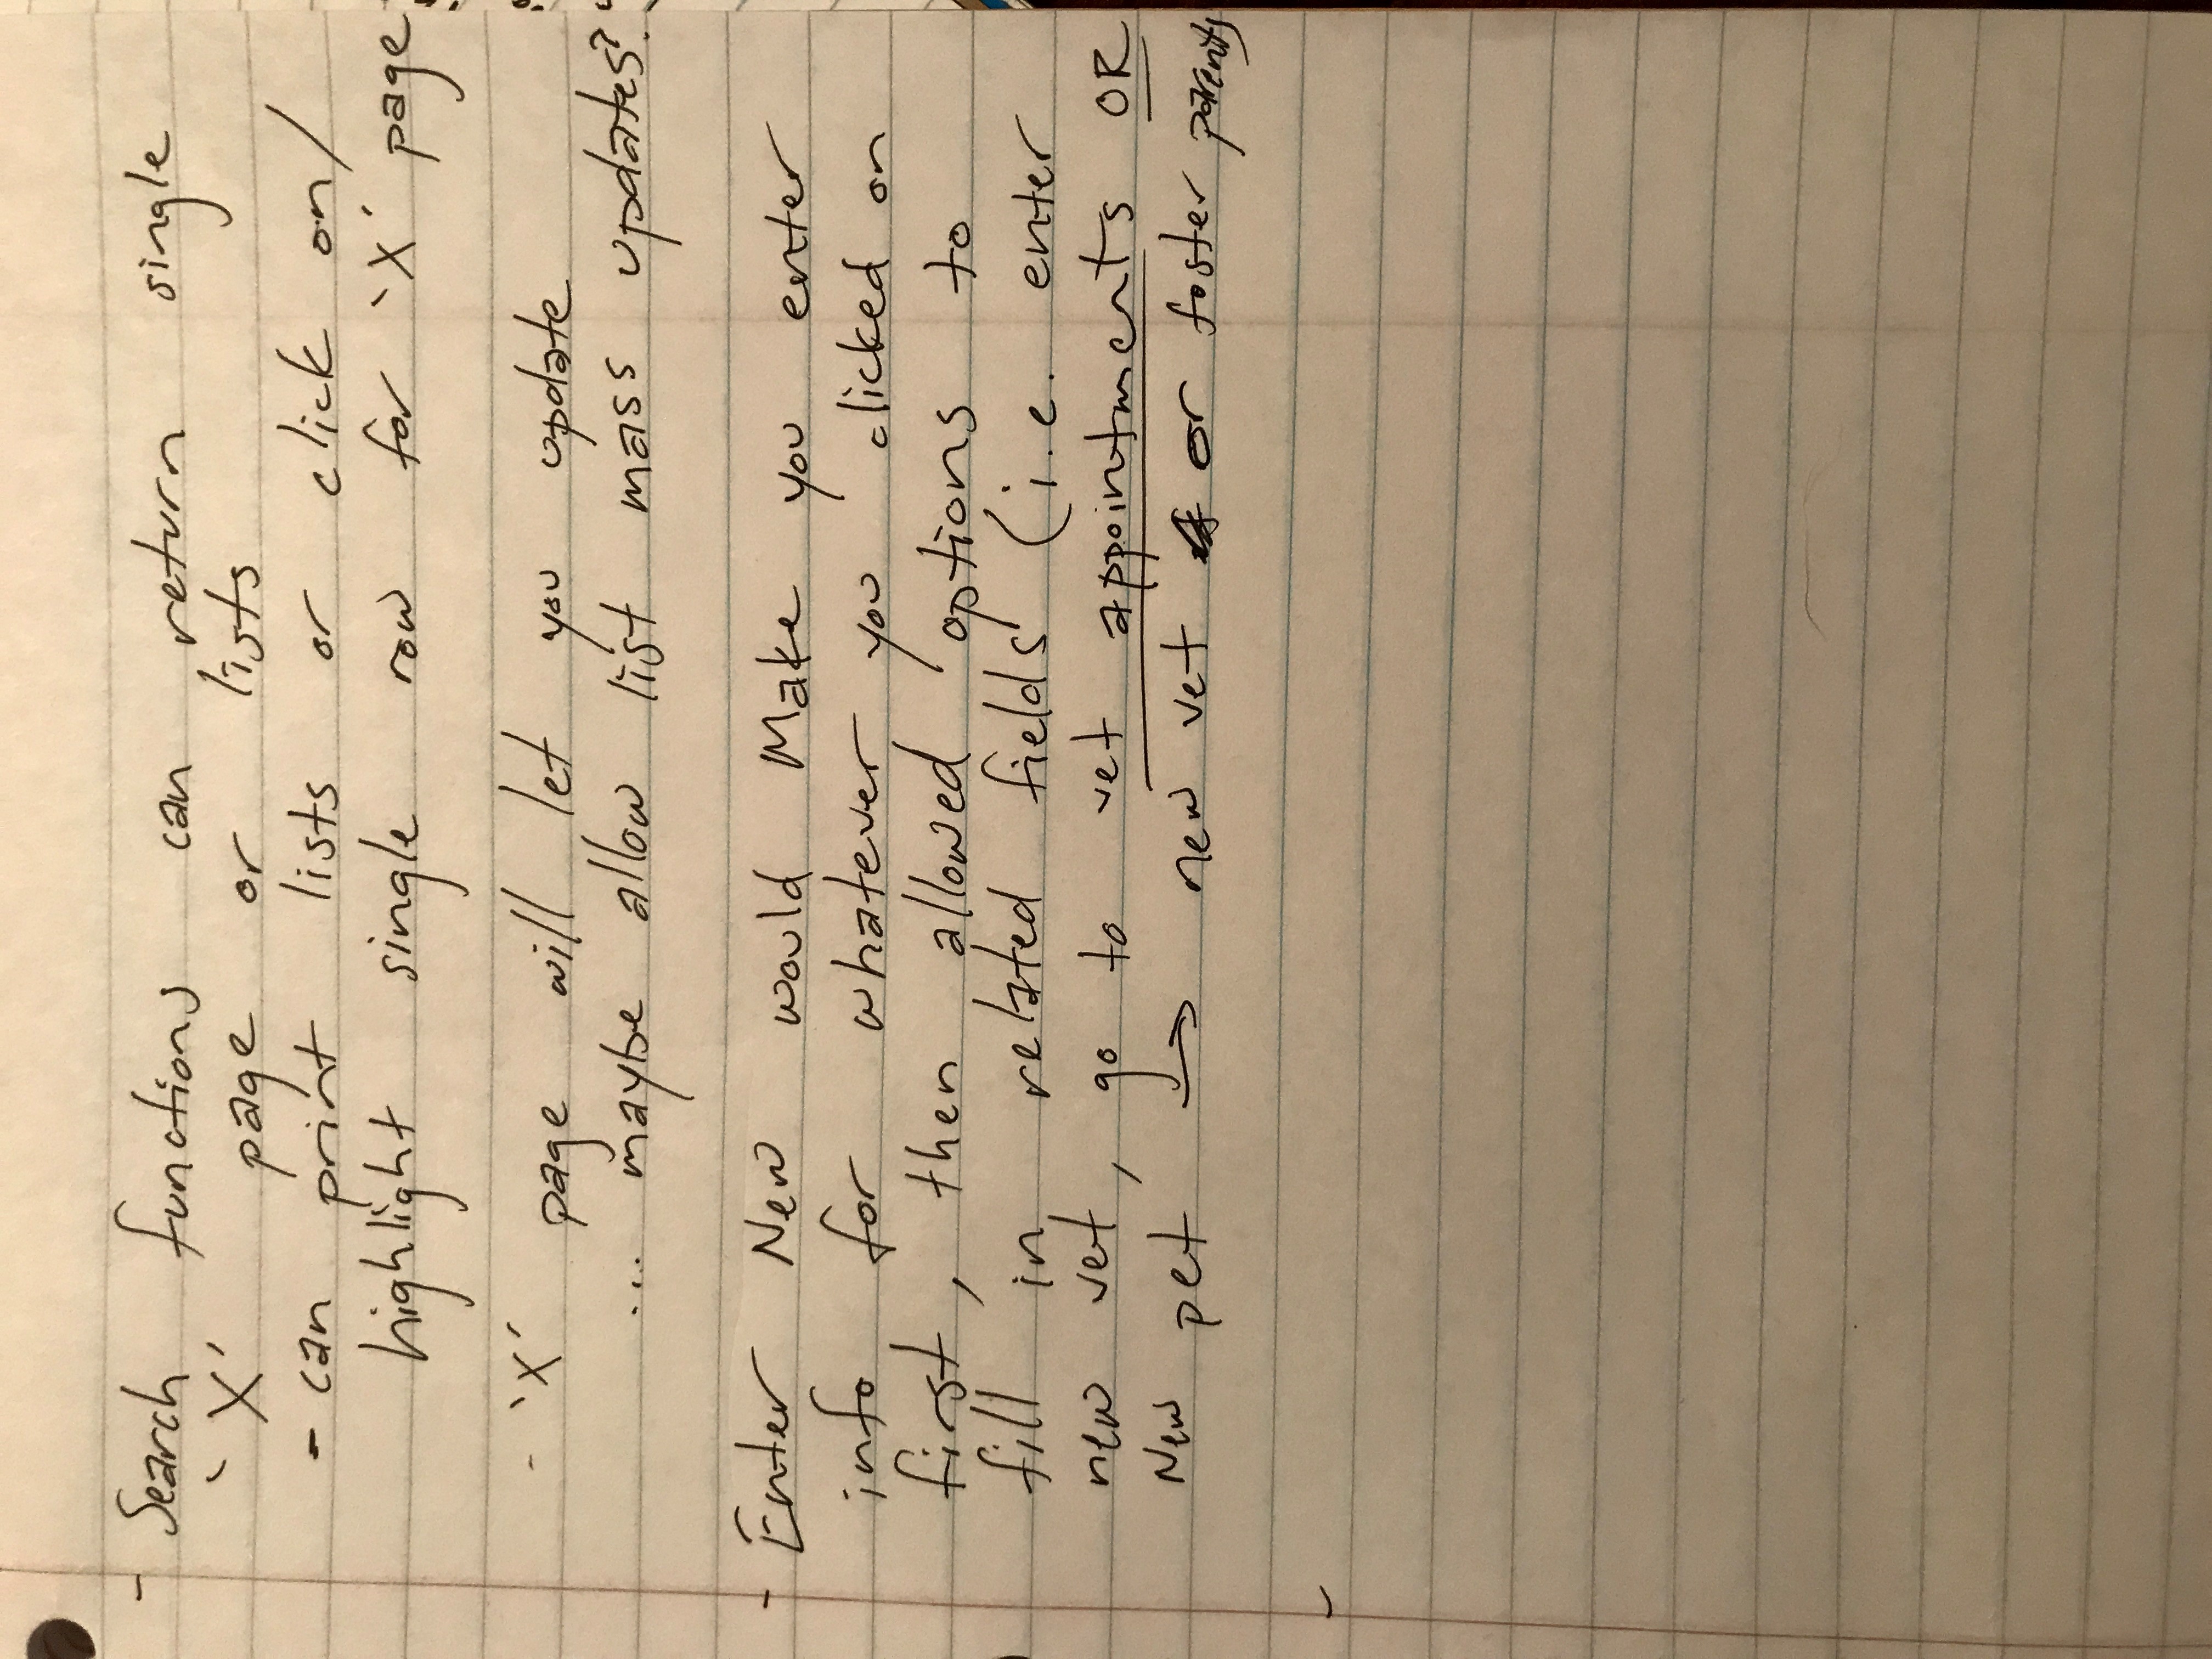 - Search functions can return single
'X' page or lists
- can print lists or click on/
highlight single row for 'X' page
- 'X' page will let you update
... maybe allow list mass updates?
- Enter New would Make you enter
info for whatever you clicked on
first, then allowed options to
fill in related fields (i.e. enter
new vet, go to vet appointments OR
New pet → new vet or foster parents
-